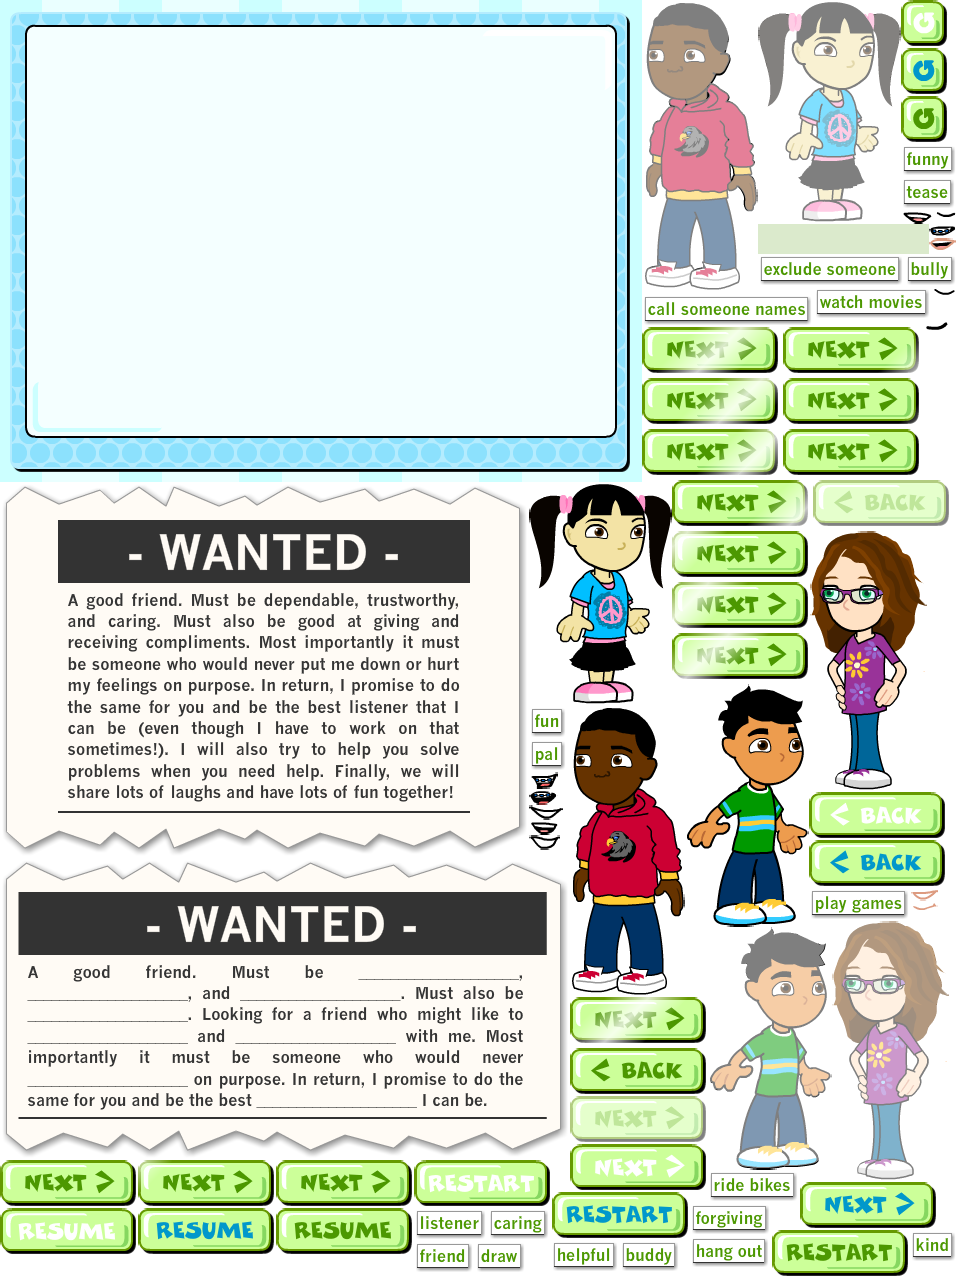 funny
tease
exclude someone
bully
call someone names
watch movies
NEXT >
NEXT >
NEXT >
NEXT >
NEXT >
NEXT >
NEXT >
< BACK
NEXT >
NEXT >
NEXT >
- WANTED -
A good friend. Must be dependable, trustworthy,
and caring. Must also be good at giving and
receiving compliments. Most importantly it must
be someone who would never put me down or hurt
my feelings on purpose. In return, I promise to do
the same for you and be the best listener that I
can be (even though I have to work on that
sometimes!). I will also try to help you solve
problems when you need help. Finally, we will
share lots of laughs and have lots of fun together!
fun
pal
< BACK
< BACK
play games
- WANTED -
A good friend. Must be ________________,
________________, and ________________. Must also be
________________. Looking for a friend who might like to
________________ and ________________ with me. Most
importantly it must be someone who would never
________________ on purpose. In return, I promise to do the
same for you and be the best ________________ I can be.
NEXT >
< BACK
NEXT >
NEXT >
NEXT >
NEXT >
NEXT >
RESTART
ride bikes
NEXT >
RESUME
RESUME
RESUME
listener
caring
RESTART
forgiving
friend
draw
helpful
buddy
hang out
RESTART
kind